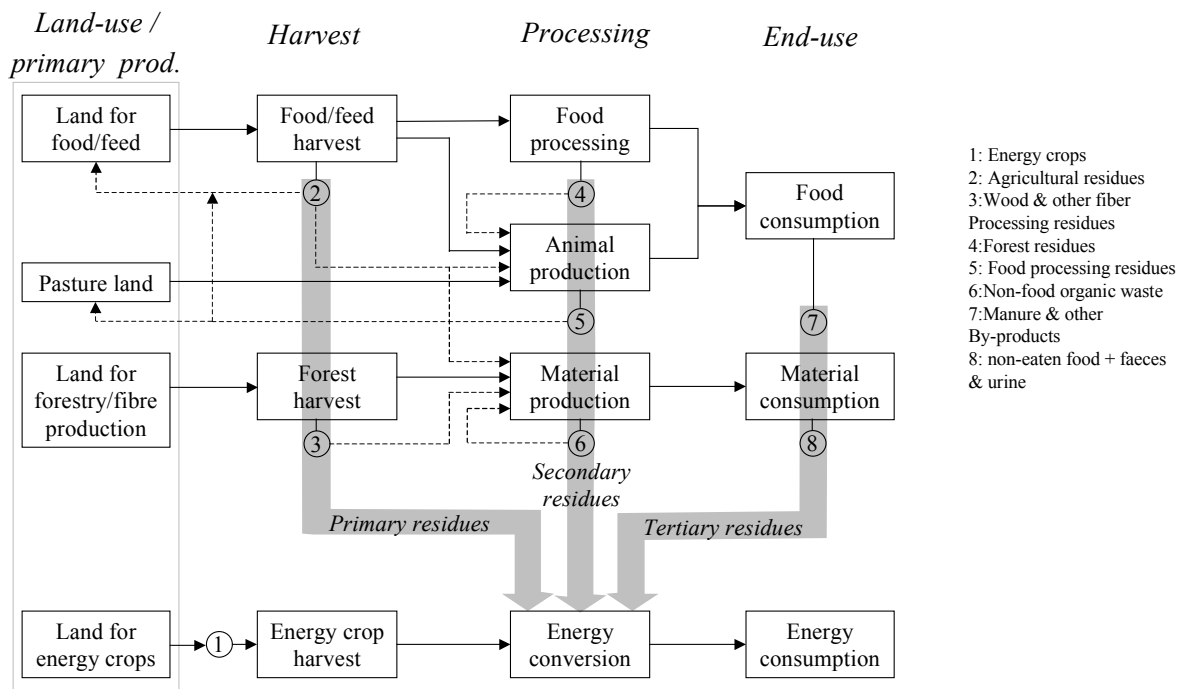 Land-use /
primary prod.
Harvest
Processing
End-use
Land for
food/feed
Food/feed
harvest
Food
processing
2
4
Food
consumption
Animal
production
Pasture land
5
7
Land for
forestry/fibre
production
Forest
harvest
Material
production
Material
consumption
3
6
8
Secondary
residues
Primary residues
Tertiary residues
Land for
energy crops
1
Energy crop
harvest
Energy
conversion
Energy
consumption
1: Energy crops
2: Agricultural residues
3:Wood & other fiber
Processing residues
4:Forest residues
5: Food processing residues
6:Non-food organic waste
7:Manure & other
By-products
8: non-eaten food + faeces
& urine